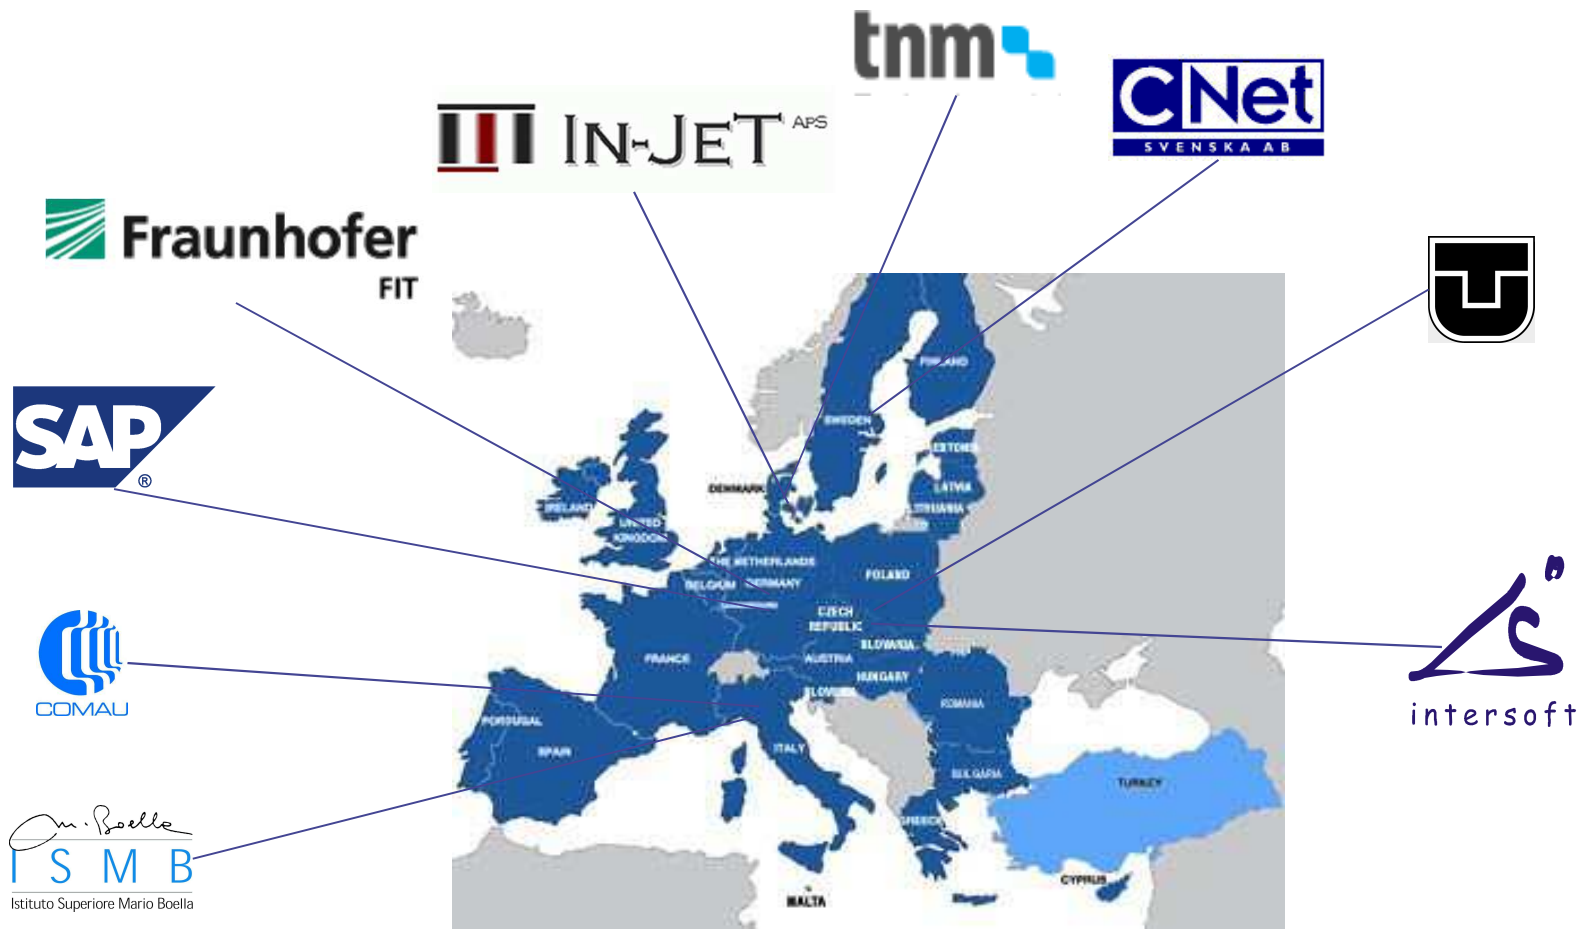 tnm
CNet
SVENSKA AB
IN-JET APS
Fraunhofer
FIT
SAP
®
COMAU
M. Boella
ISMB
Istituto Superiore Mario Boella
intersoft
FINLAND
SWEDEN
ESTONIA
LATVIA
LITHUANIA
DENMARK
IRELAND
UNITED
KINGDOM
THE NETHERLANDS
BELGIUM
GERMANY
POLAND
CZECH
REPUBLIC
SLOVAKIA
FRANCE
AUSTRIA
HUNGARY
SLOVENIA
ROMANIA
PORTUGAL
SPAIN
ITALY
BULGARIA
TURKEY
GREECE
CYPRUS
MALTA